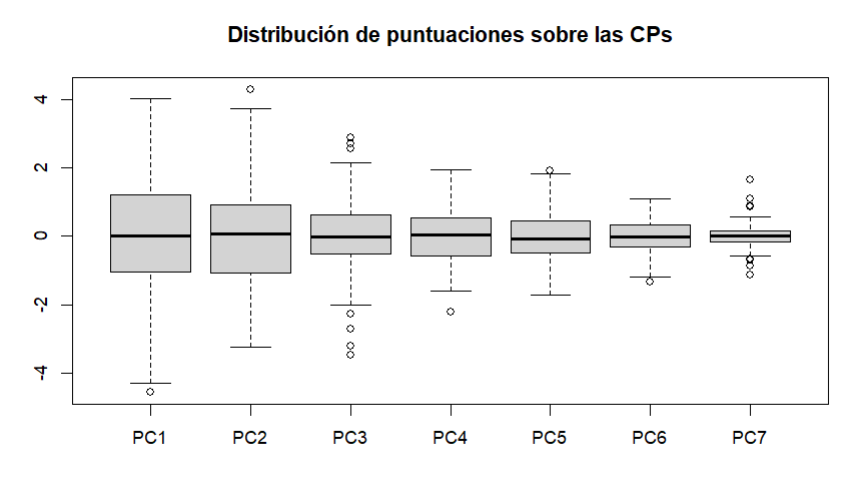 Distribución de puntuaciones sobre las CPs
4
2
0
-2
-4
PC1 PC2 PC3 PC4 PC5 PC6 PC7